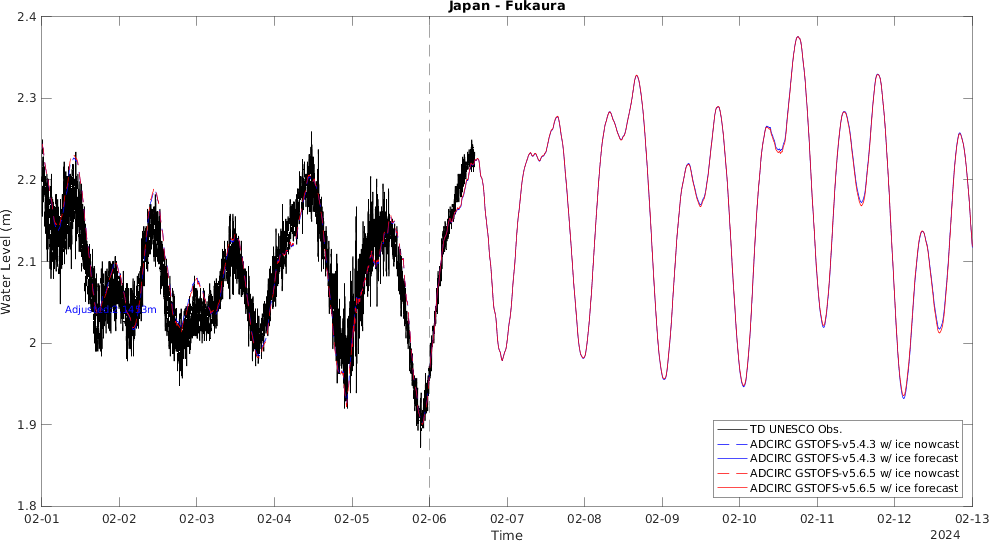 Japan - Fukaura
Water Level (m)
2.4
2.3
2.2
2.1
2
1.9
1.8
TD UNESCO Obs.
ADCIRC GSTOFS-v5.4.3 w/ ice nowcast
ADCIRC GSTOFS-v5.4.3 w/ ice forecast
ADCIRC GSTOFS-v5.6.5 w/ ice nowcast
ADCIRC GSTOFS-v5.6.5 w/ ice forecast
02-01 02-02 02-03 02-04 02-05 02-06 02-07 02-08 02-09 02-10 02-11 02-12 02-13
Time
2024